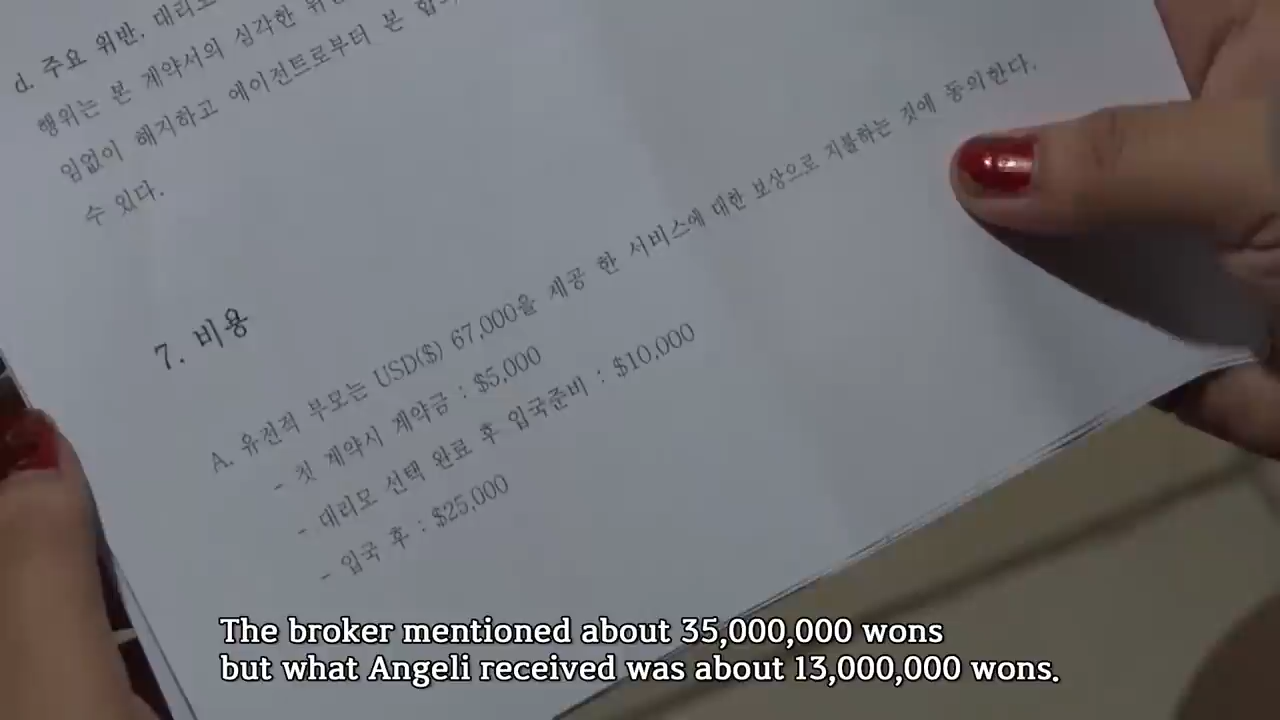 d. 주요 위반. 대리모
행위는 본 계약서의 심각한 위
임없이 해지하고 에이전트로부터 본 합
수 있다.
7. 비용
A. 유전적 부모는 USD($) 67,000을 제공 한 서비스에 대한 보상으로 지불하는 것에 동의한다.
- 첫 계약시 계약금 : $5,000
- 대리모 선택 완료 후 입국준비 : $10,000
- 입국 후 : $25,000
The broker mentioned about 35,000,000 wons
but what Angeli received was about 13,000,000 wons.